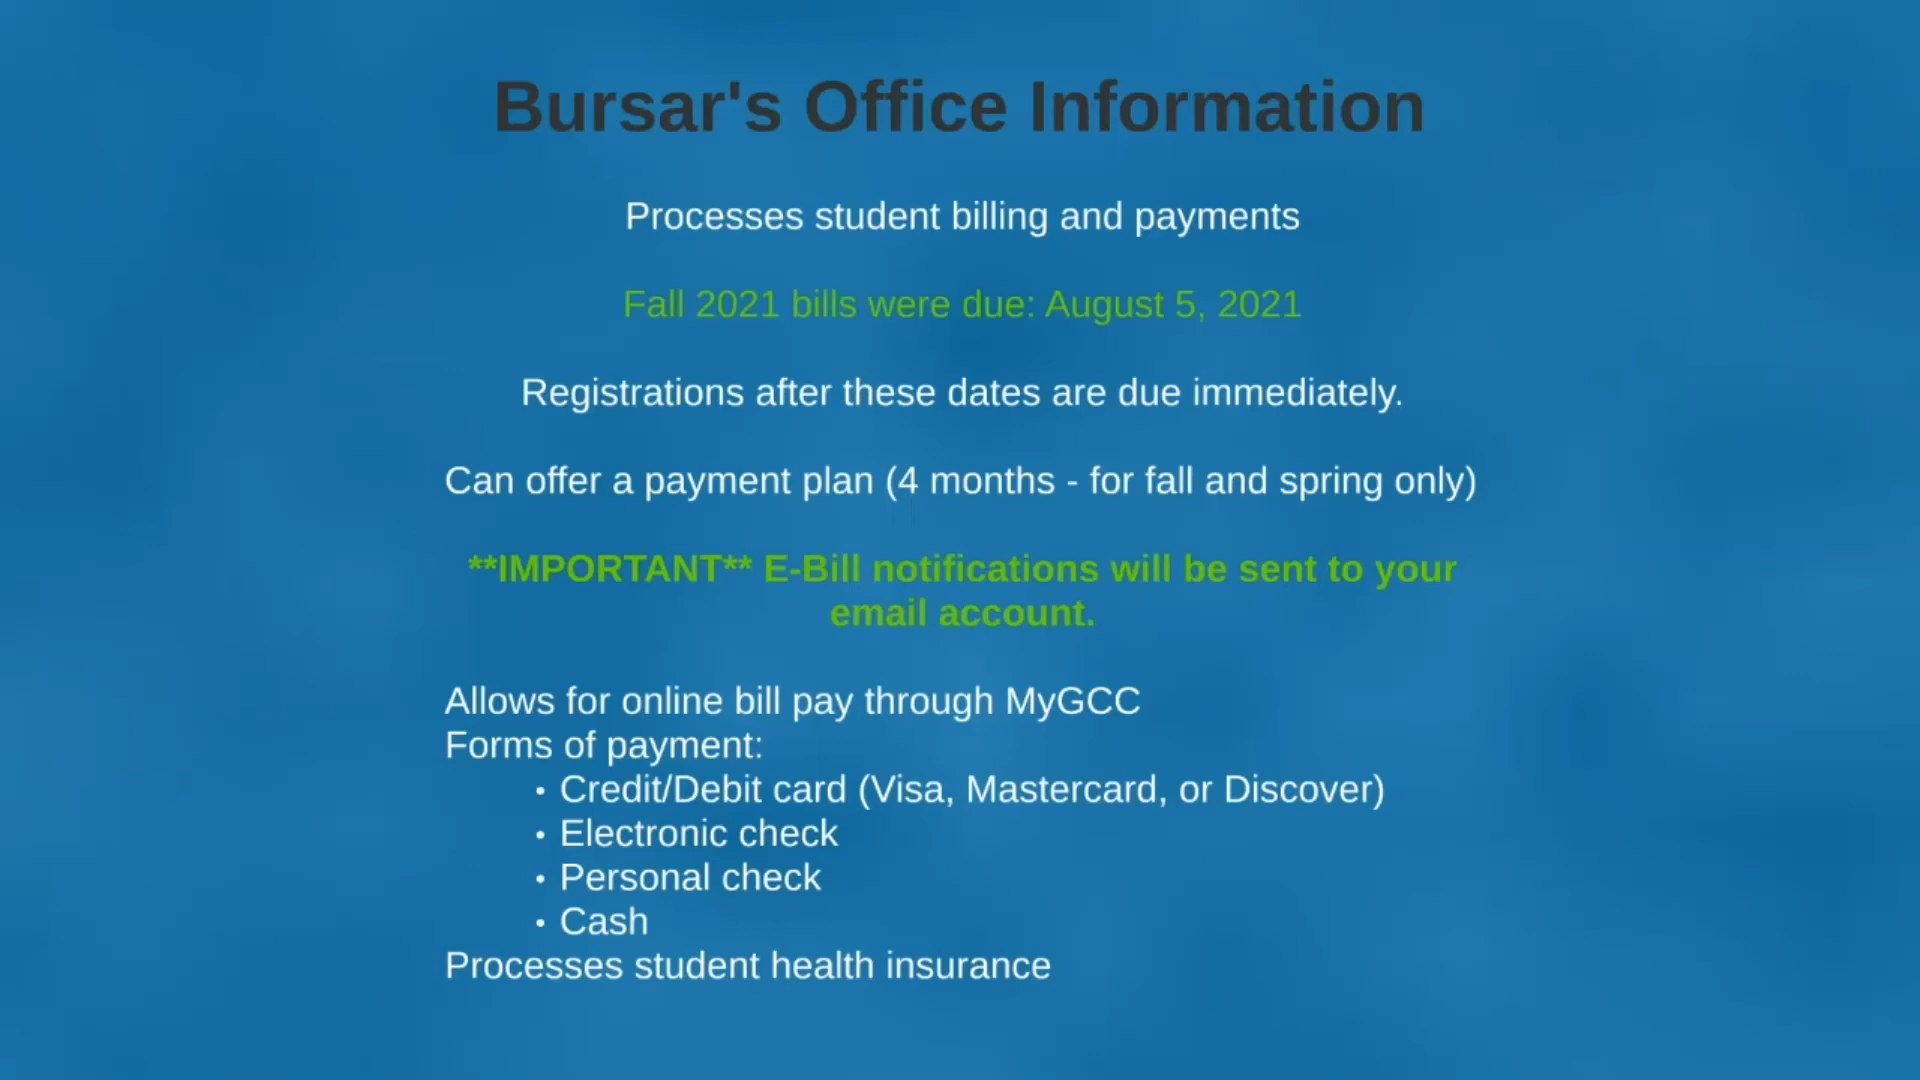 Bursar's Office Information
Processes student billing and payments
Fall 2021 bills were due: August 5, 2021
Registrations after these dates are due immediately.
Can offer a payment plan (4 months - for fall and spring only)
**IMPORTANT** E-Bill notifications will be sent to your
email account.
Allows for online bill pay through MyGCC
Forms of payment:
• Credit/Debit card (Visa, Mastercard, or Discover)
• Electronic check
• Personal check
• Cash
Processes student health insurance